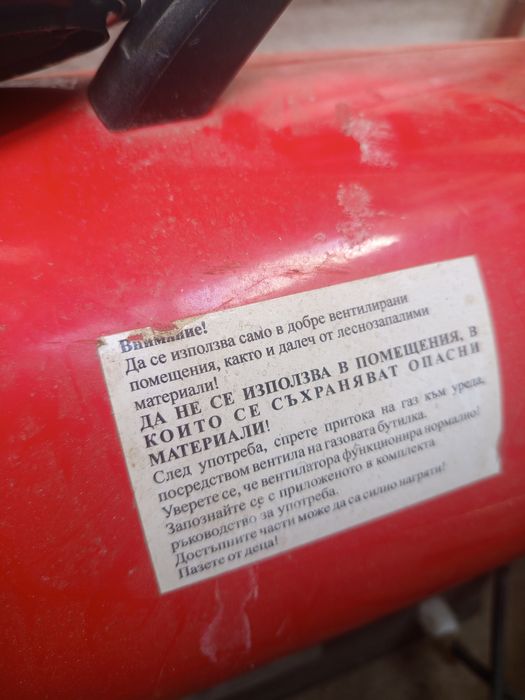 Внимание!
Да се използва само в добре вентилирани
помещения, както и далеч от леснозапалими
материали!
ДА НЕ СЕ ИЗПОЛЗВА В ПОМЕЩЕНИЯ, В
КОИТО СЕ СЪХРАНЯВАТ ОПАСНИ
МАТЕРИАЛИ!
След употреба, спрете притока на газ към уреда,
посредством вентила на газовата бутилка.
Уверете се, че вентилатора функционира нормално!
Запознайте се с приложеното в комплекта
ръководство за употреба.
Достъпните части може да са силно нагряти!
Пазете от деца!